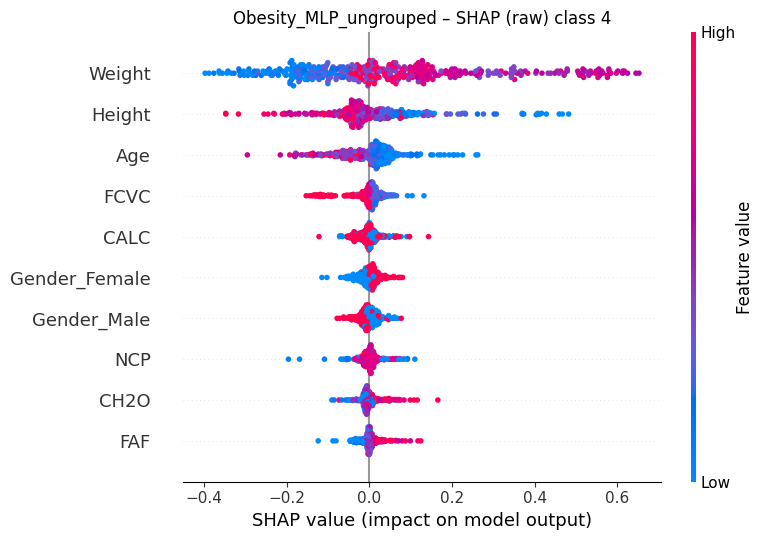 Obesity_MLP_ungrouped – SHAP (raw) class 4
High
Weight
Height
Age
FCVC
CALC
Gender_Female
Gender_Male
NCP
CH2O
FAF
Feature value
Low
−0.4 −0.2 0.0 0.2 0.4 0.6
SHAP value (impact on model output)